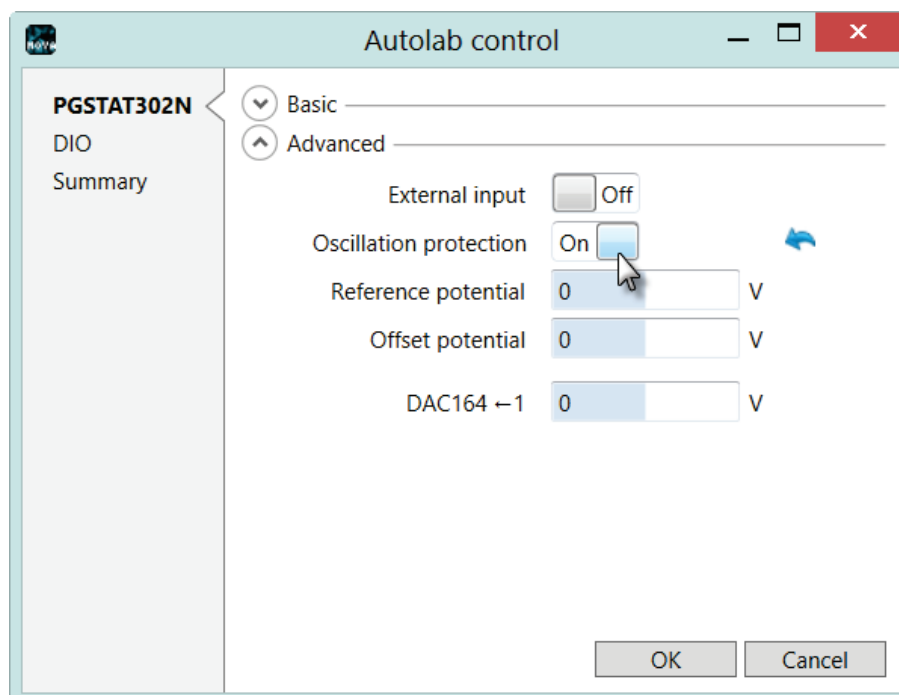 Autolab control
PGSTAT302N
DIO
Summary
Basic
Advanced
External input Off
Oscillation protection On
Reference potential 0 V
Offset potential 0 V
DAC164 ←1 0 V
OK Cancel